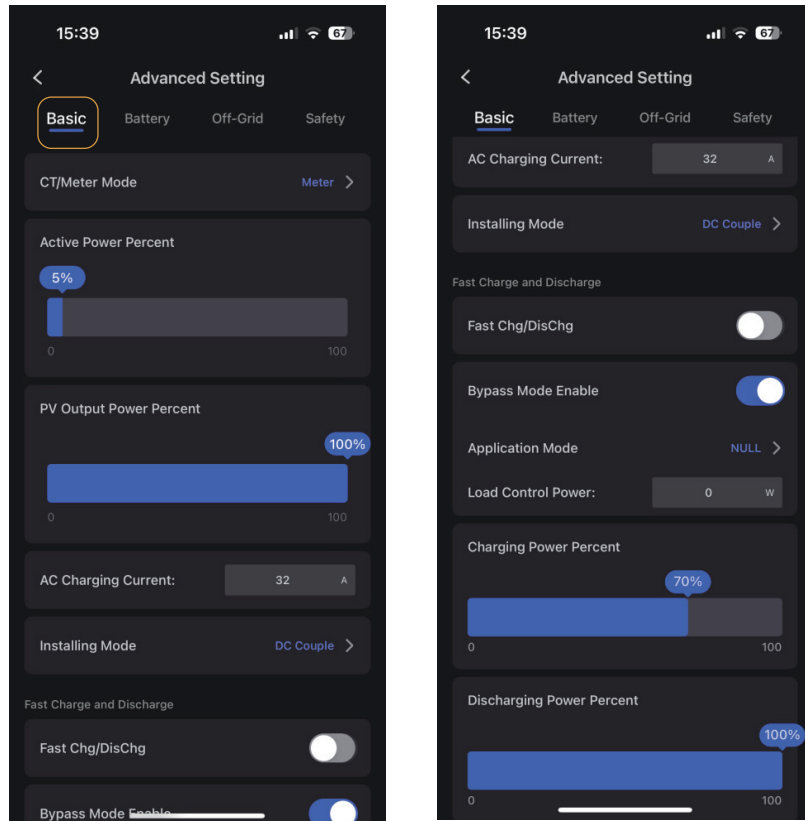 15:39
67
Advanced Setting
Basic Battery Off-Grid Safety
CT/Meter Mode Meter
Active Power Percent
5%
0 100
PV Output Power Percent
100%
0 100
AC Charging Current: 32 A
Installing Mode DC Couple
Fast Charge and Discharge
Fast Chg/DisChg
Bypass Mode Enable
15:39
67
Advanced Setting
Basic Battery Off-Grid Safety
AC Charging Current: 32 A
Installing Mode DC Couple
Fast Charge and Discharge
Fast Chg/DisChg
Bypass Mode Enable
Application Mode NULL
Load Control Power: 0 W
Charging Power Percent
70%
0 100
Discharging Power Percent
100%
0 100